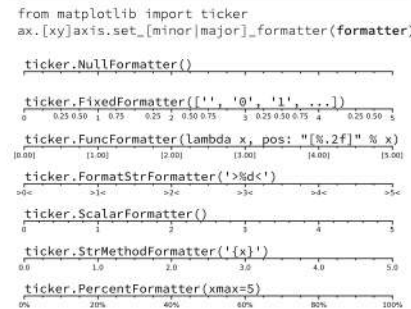 from matplotlib import ticker
ax.[xy]axis.set_[minor|major]_formatter(formatter)
ticker.NullFormatter()
ticker.FixedFormatter(['', '0', '1', ...])
0 0.25 0.50 1 0.75 0.25 2 0.50 0.75 3 0.25 0.50 0.75 4 0.25 0.50 5
ticker.FuncFormatter(lambda x, pos: "[%.2f]" % x)
[0.00] [1.00] [2.00] [3.00] [4.00] [5.00]
ticker.FormatStrFormatter('>%d<')
>0< >1< >2< >3< >4< >5<
ticker.ScalarFormatter()
0 1 2 3 4 5
ticker.StrMethodFormatter('{x}')
0.0 1.0 2.0 3.0 4.0 5.0
ticker.PercentFormatter(xmax=5)
0% 20% 40% 60% 80% 100%